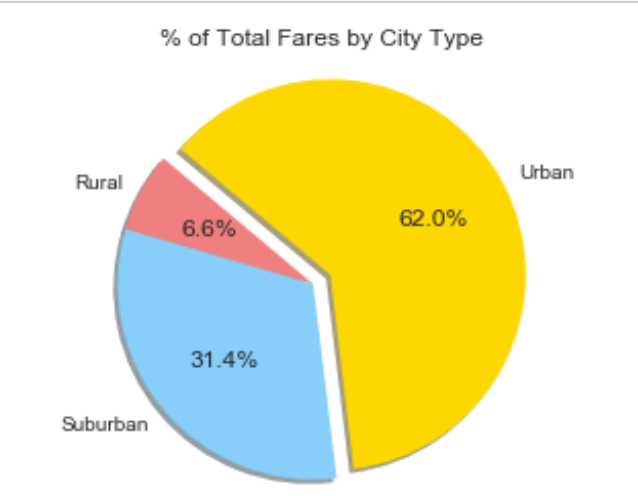 % of Total Fares by City Type
Rural
Urban
6.6%
62.0%
31.4%
Suburban